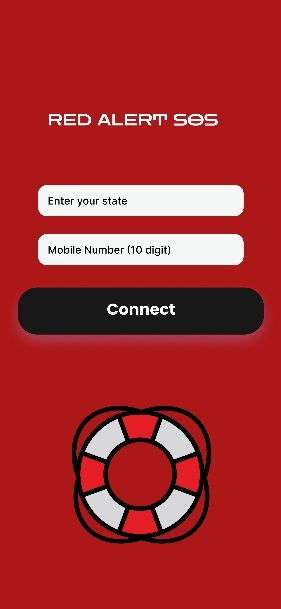 RED ALERT SOS
Enter your state
Mobile Number (10 digit)
Connect